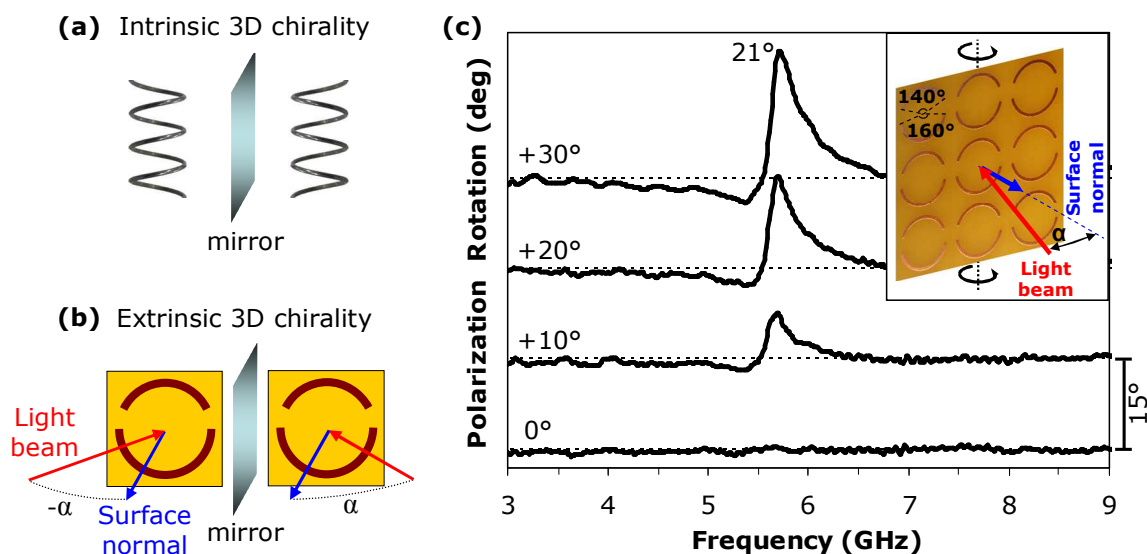 (a) Intrinsic 3D chirality
mirror
(b) Extrinsic 3D chirality
Light
beam
-α
Surface
normal
mirror
α
(c)
Polarization Rotation (deg)
21°
+30°
+20°
+10°
0°
15°
3 4 5 6 7 8 9
Frequency (GHz)
140°
160°
Surface
normal
α
Light
beam